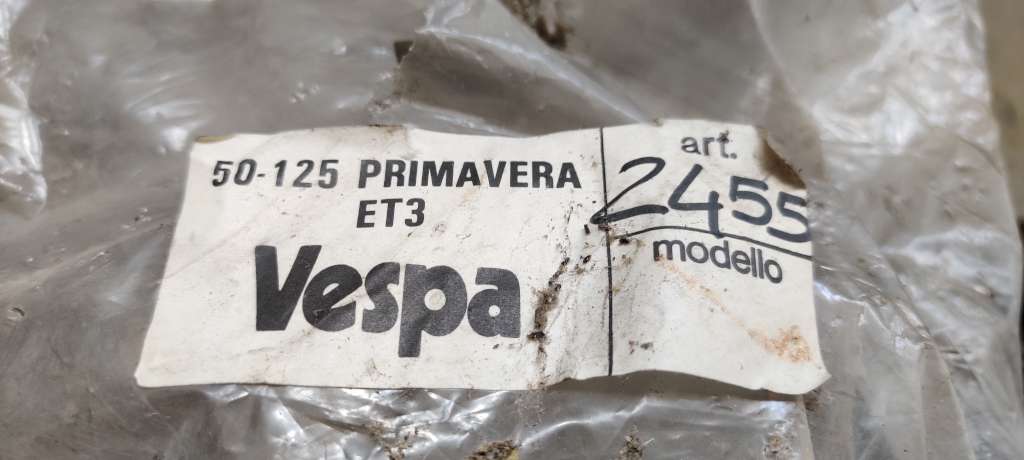 50-125 PRIMAVERA
ET3
Vespa
art.
2455
modello